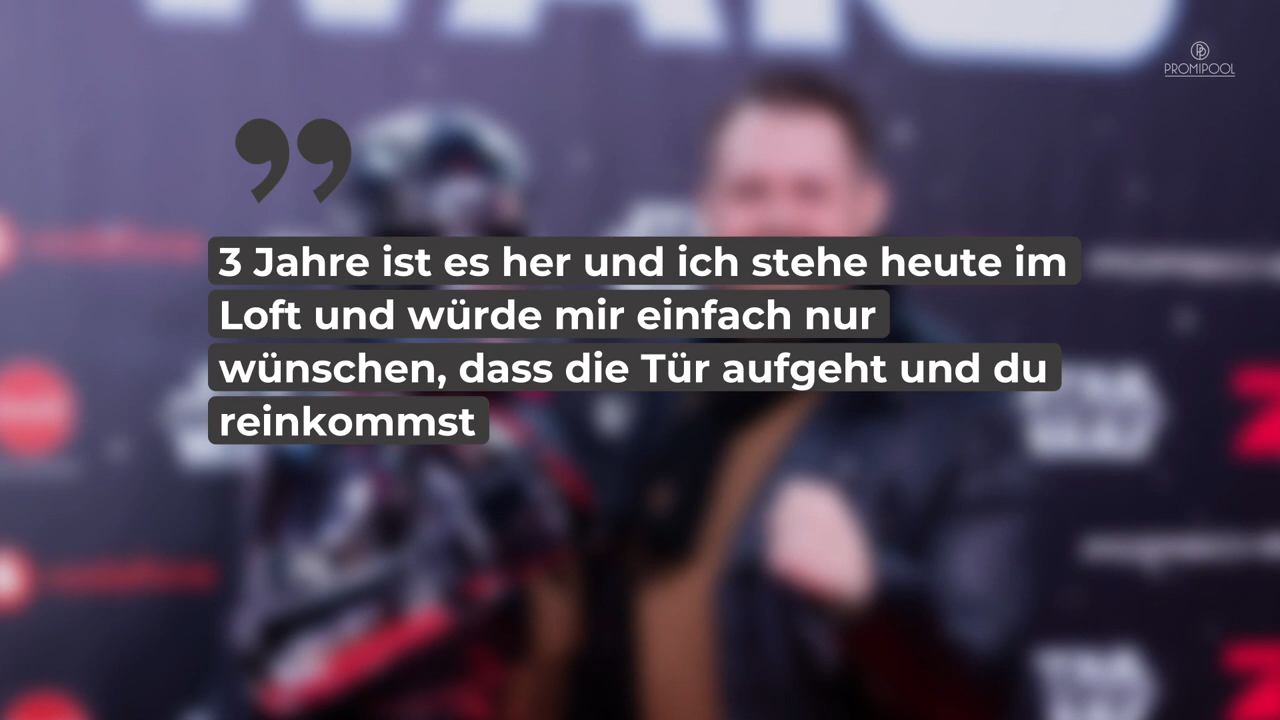 PROMIPOOL
”
3 Jahre ist es her und ich stehe heute im
Loft und würde mir einfach nur
wünschen, dass die Tür aufgeht und du
reinkommst